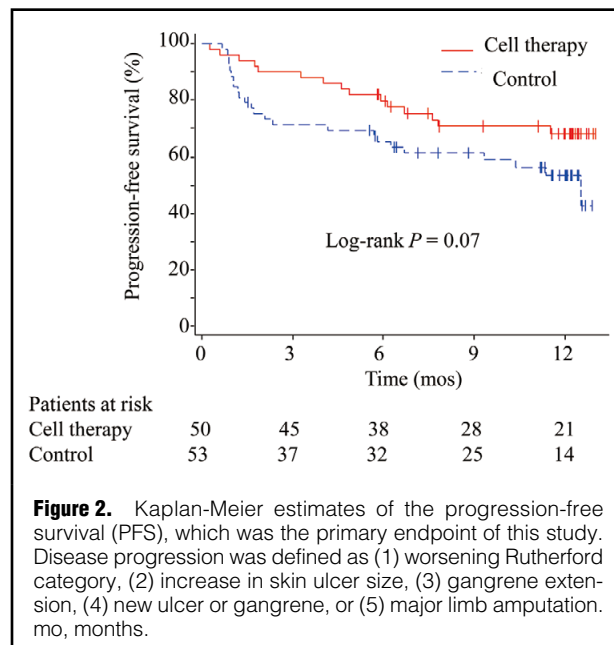 100
80
60
40
20
0
Progression-free survival (%)
Cell therapy
Control
Log-rank P = 0.07
0 3 6 9 12
Time (mos)
Patients at risk
Cell therapy 50 45 38 28 21
Control 53 37 32 25 14
Figure 2. Kaplan-Meier estimates of the progression-free
survival (PFS), which was the primary endpoint of this study.
Disease progression was defined as (1) worsening Rutherford
category, (2) increase in skin ulcer size, (3) gangrene exten-
sion, (4) new ulcer or gangrene, or (5) major limb amputation.
mo, months.